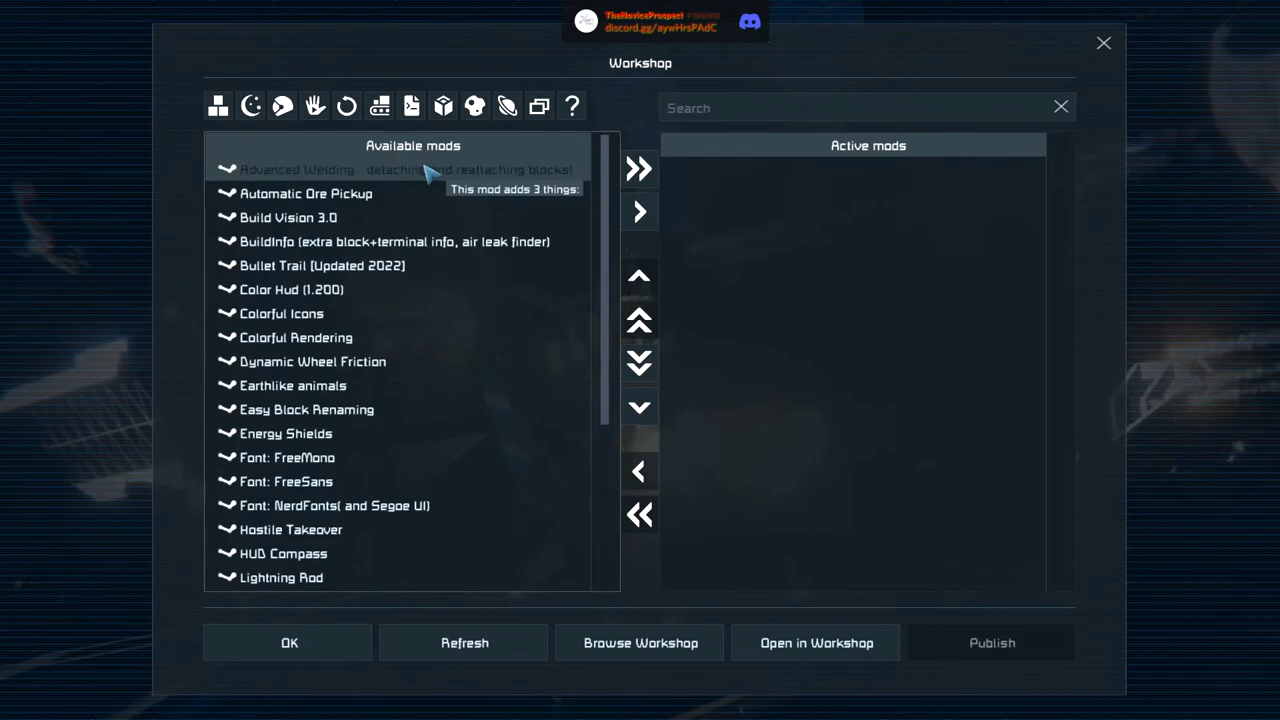 TheNoviceProspect
discord.gg/aywHrsPAdC
Workshop
Search
Available mods
Active mods
Advanced Welding detaching and reattaching blocks!
This mod adds 3 things:
Automatic Ore Pickup
Build Vision 3.0
BuildInfo (extra block+terminal info, air leak finder)
Bullet Trail [Updated 2022]
Color Hud (1.200)
Colorful Icons
Colorful Rendering
Dynamic Wheel Friction
Earthlike animals
Easy Block Renaming
Energy Shields
Font: FreeMono
Font: FreeSans
Font: NerdFonts( and Segoe UI)
Hostile Takeover
HUD Compass
Lightning Rod
OK
Refresh
Browse Workshop
Open in Workshop
Publish